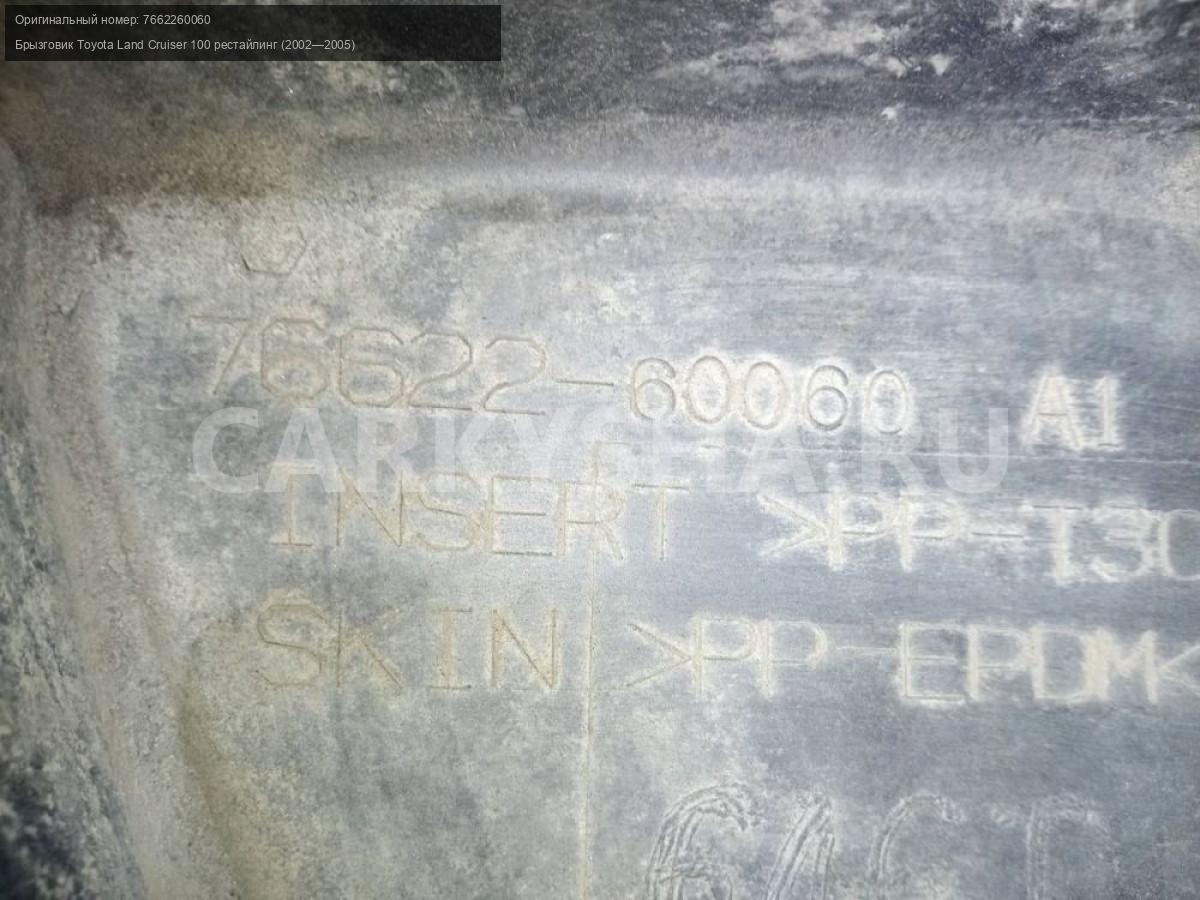 Оригинальный номер: 7662260060
Брызговик Toyota Land Cruiser 100 рестайлинг (2002—2005)
76622-60060 A1
CARKYSHA.RU
INSERT >PP-T30
SKIN >PP-EPDM<